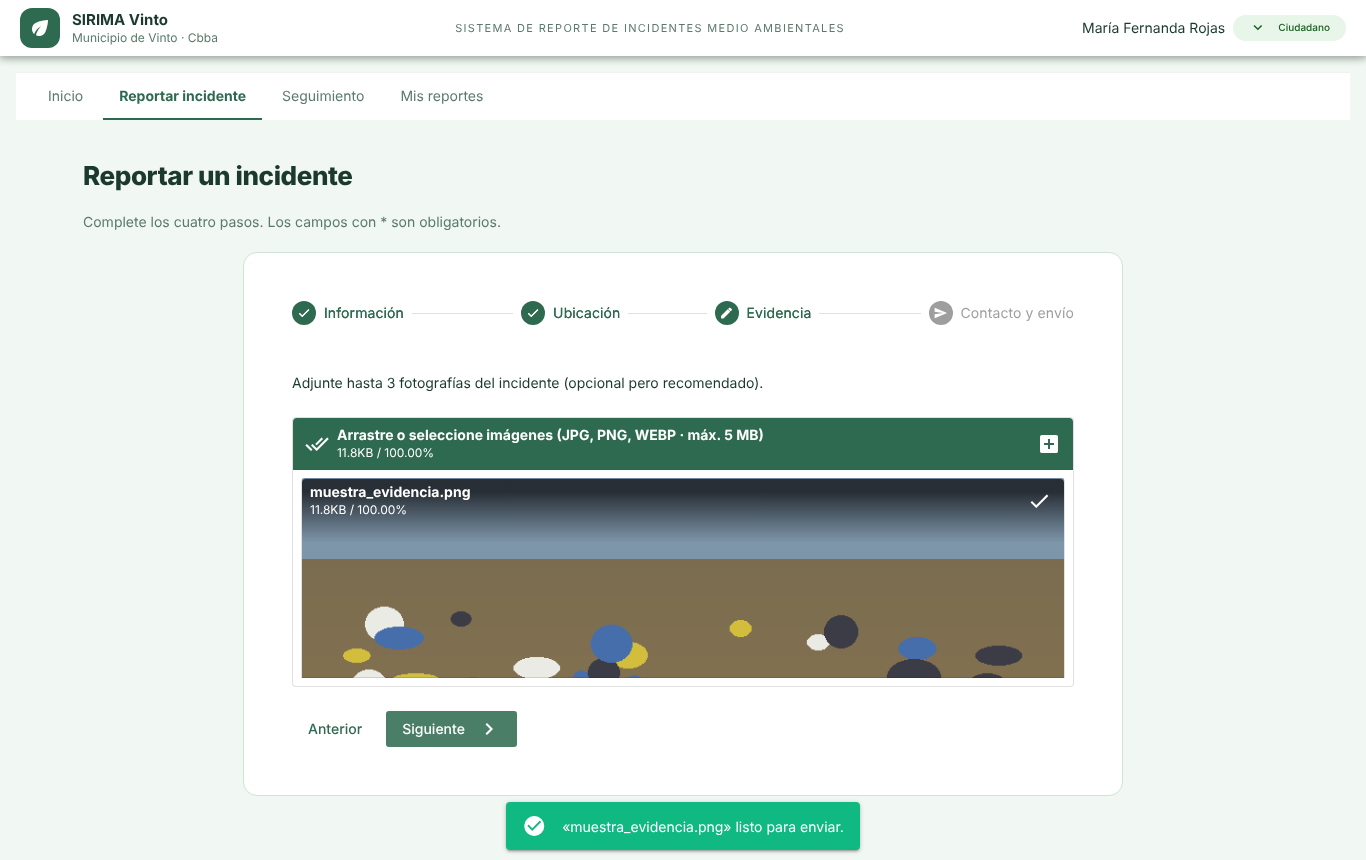 SIRIMA Vinto
Municipio de Vinto · Cbba
SISTEMA DE REPORTE DE INCIDENTES MEDIO AMBIENTALES
María Fernanda Rojas
Ciudadano
Inicio
Reportar incidente
Seguimiento
Mis reportes
Reportar un incidente
Complete los cuatro pasos. Los campos con * son obligatorios.
Información
Ubicación
Evidencia
Contacto y envío
Adjunte hasta 3 fotografías del incidente (opcional pero recomendado).
Arrastre o seleccione imágenes (JPG, PNG, WEBP · máx. 5 MB)
11.8KB / 100.00%
muestra_evidencia.png
11.8KB / 100.00%
Anterior
Siguiente
«muestra_evidencia.png» listo para enviar.